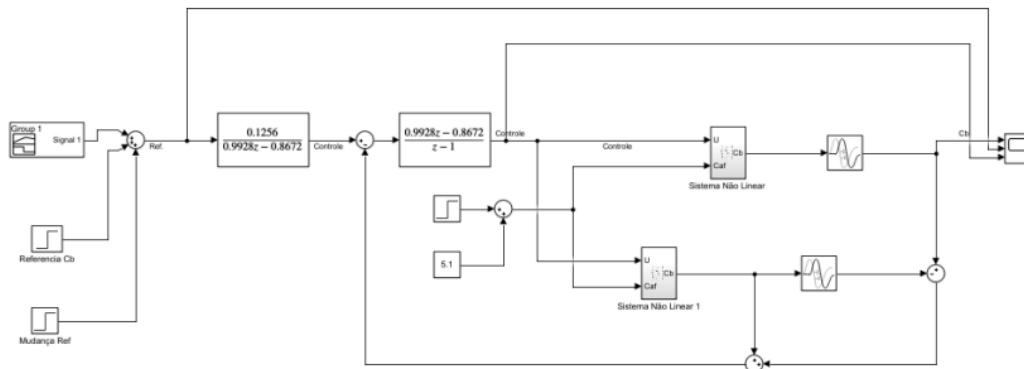 Group 1
Signal 1
Ref.
0.1256
0.9928z − 0.8672
Controle
0.9928z − 0.8672
z − 1
Controle
Controle
U
Caf
Cb
Sistema Não Linear
Cb
Referencia Cb
5.1
U
Caf
Cb
Sistema Não Linear 1
Mudança Ref